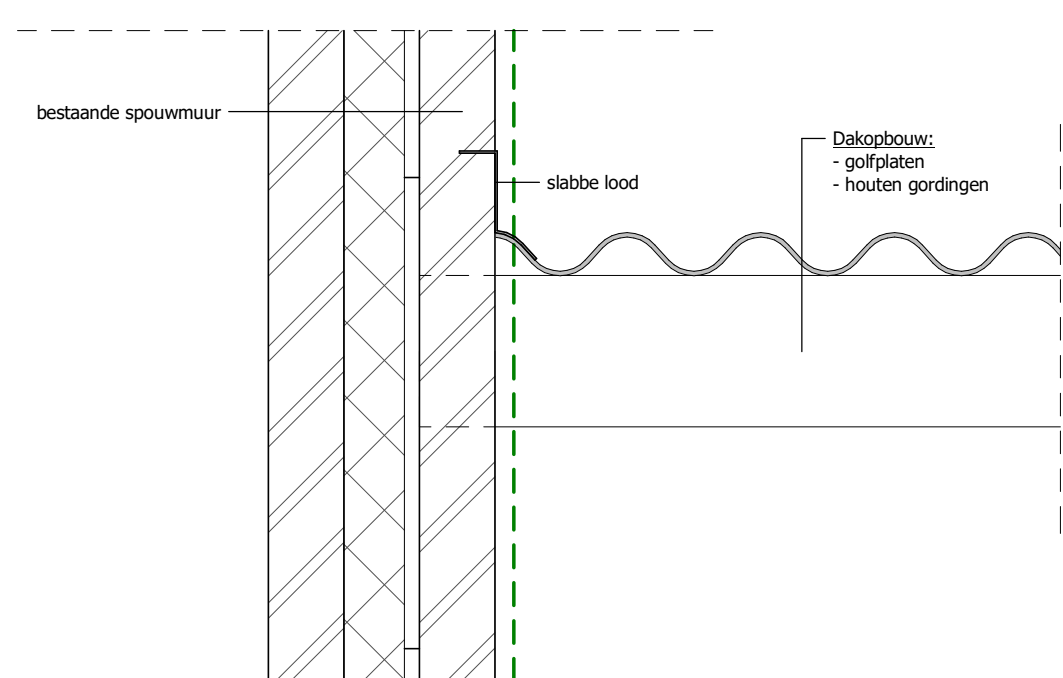 bestaande spouwmuur
slabbe lood
Dakopbouw:
- golfplaten
- houten gordingen